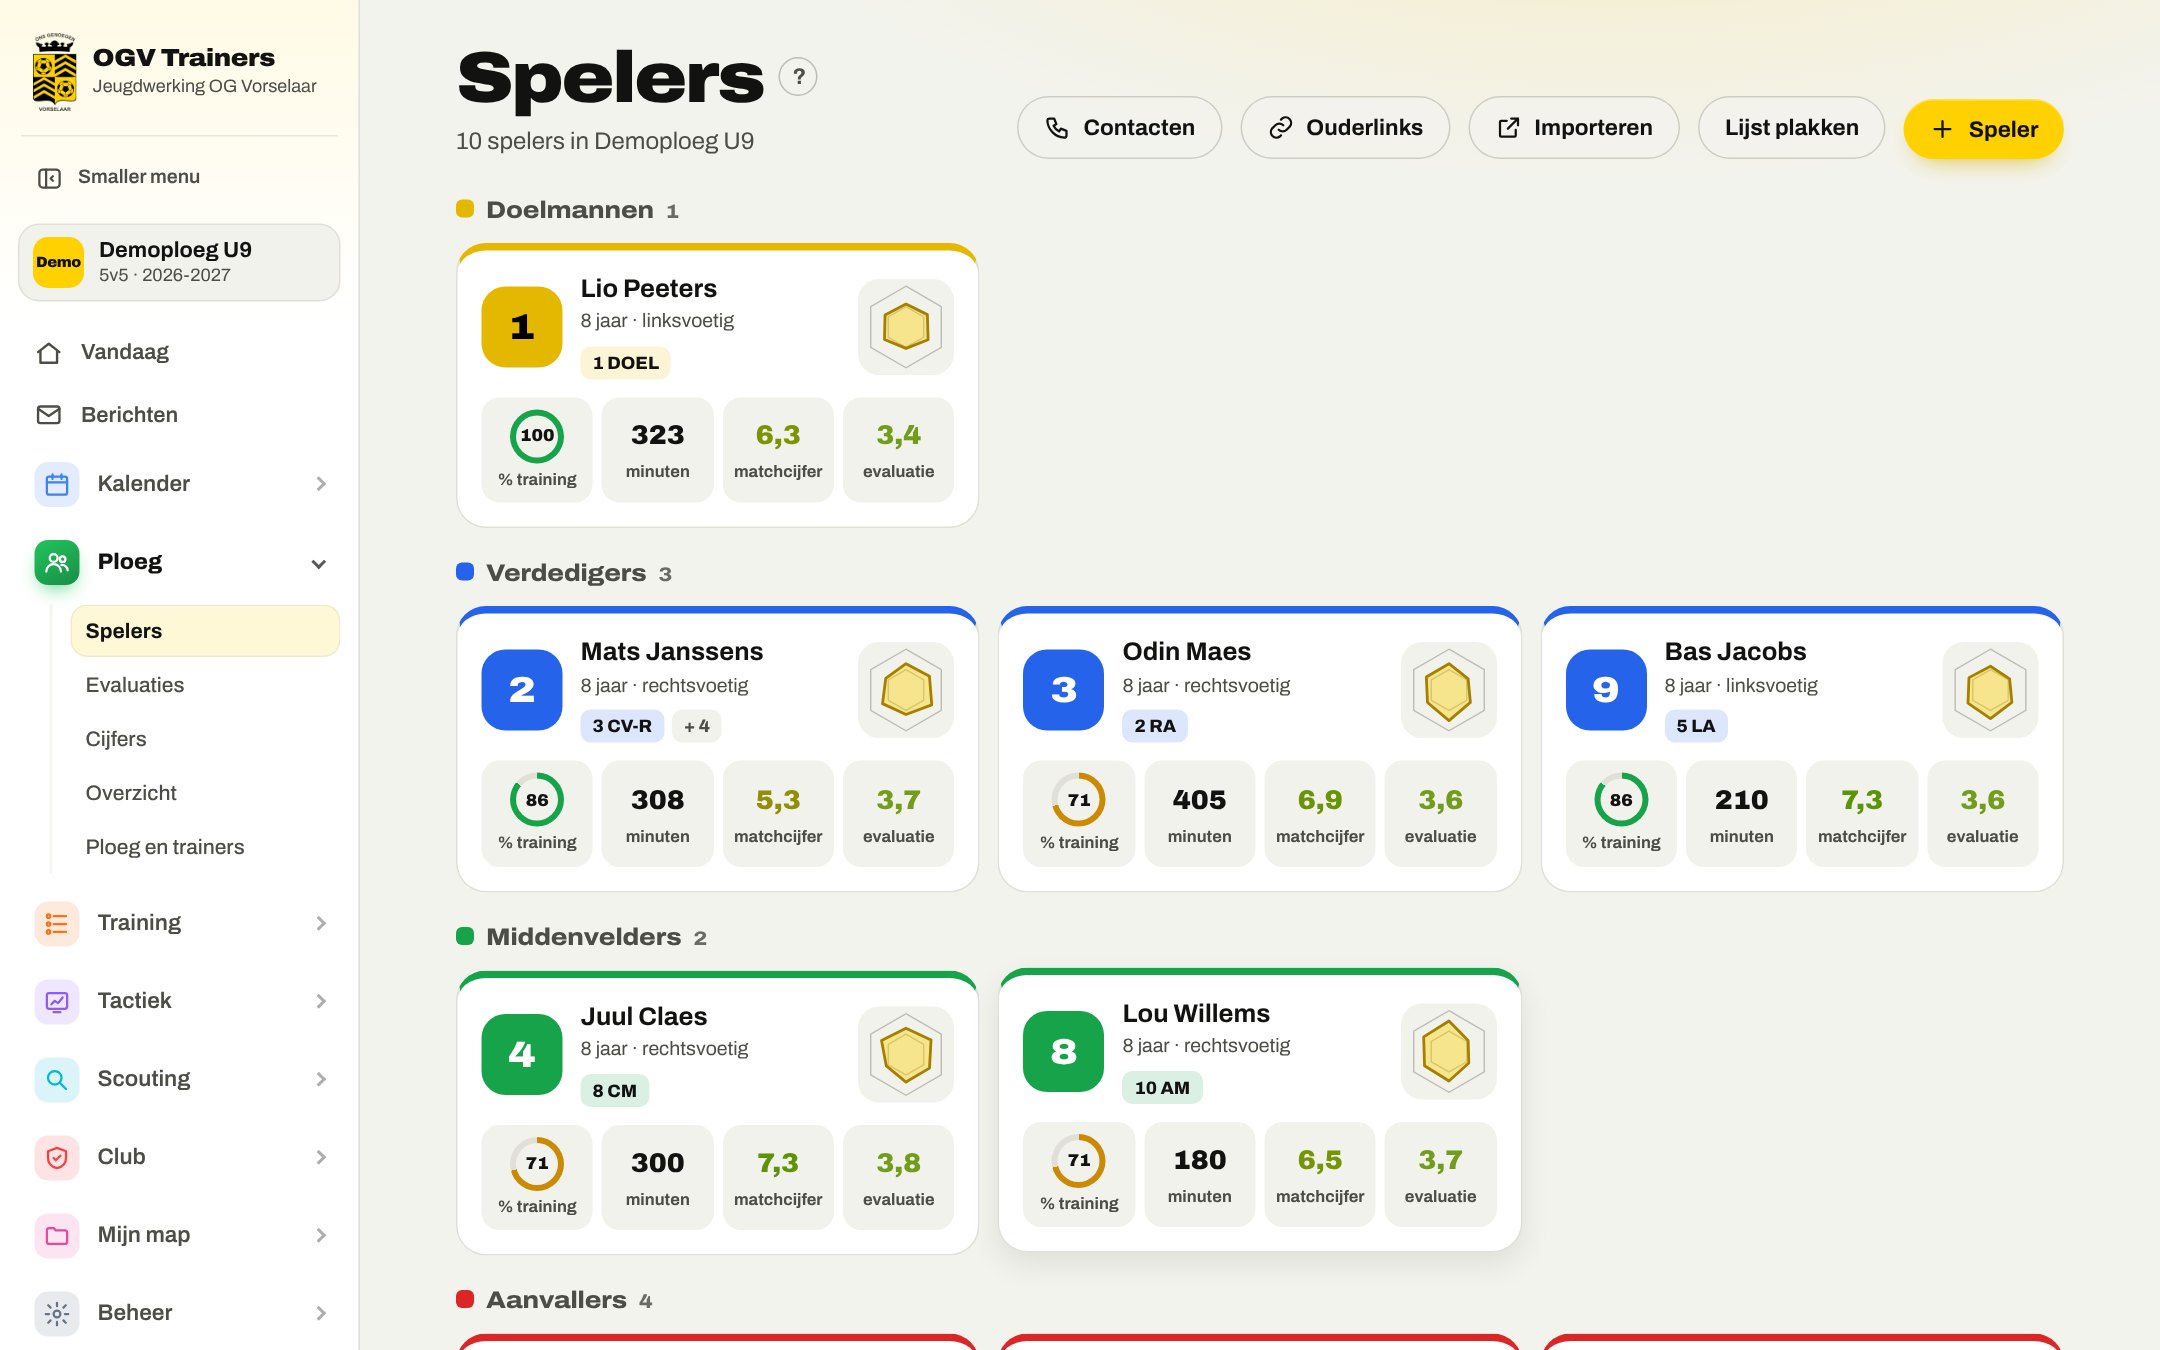 ONS GENOEGEN
VORSELAAR
OGV Trainers
Jeugdwerking OG Vorselaar
Smaller menu
Demo
Demoploeg U9
5v5 · 2026-2027
Vandaag
Berichten
Kalender
Ploeg
Spelers
Evaluaties
Cijfers
Overzicht
Ploeg en trainers
Training
Tactiek
Scouting
Club
Mijn map
Beheer
Spelers ?
10 spelers in Demoploeg U9
Contacten
Ouderlinks
Importeren
Lijst plakken
+ Speler
Doelmannen 1
1
Lio Peeters
8 jaar · linksvoetig
1 DOEL
100 % training
323 minuten
6,3 matchcijfer
3,4 evaluatie
Verdedigers 3
2
Mats Janssens
8 jaar · rechtsvoetig
3 CV-R + 4
86 % training
308 minuten
5,3 matchcijfer
3,7 evaluatie
3
Odin Maes
8 jaar · rechtsvoetig
2 RA
71 % training
405 minuten
6,9 matchcijfer
3,6 evaluatie
9
Bas Jacobs
8 jaar · linksvoetig
5 LA
86 % training
210 minuten
7,3 matchcijfer
3,6 evaluatie
Middenvelders 2
4
Juul Claes
8 jaar · rechtsvoetig
8 CM
71 % training
300 minuten
7,3 matchcijfer
3,8 evaluatie
8
Lou Willems
8 jaar · rechtsvoetig
10 AM
71 % training
180 minuten
6,5 matchcijfer
3,7 evaluatie
Aanvallers 4